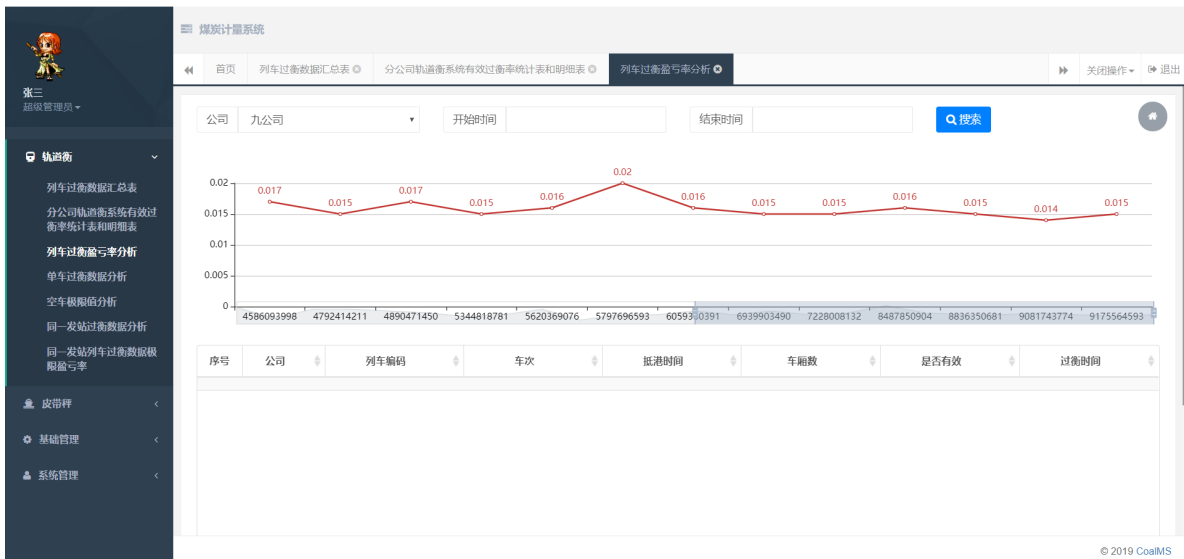 煤炭计量系统
首页 列车过衡数据汇总表 分公司轨道衡系统有效过衡率统计表和明细表 列车过衡盈亏率分析 关闭操作 退出
张三
超级管理员
轨道衡
列车过衡数据汇总表
分公司轨道衡系统有效过
衡率统计表和明细表
列车过衡盈亏率分析
单车过衡数据分析
空车极限值分析
同一发站过衡数据分析
同一发站列车过衡数据极
限盈亏率
皮带秤
基础管理
系统管理
公司 九公司 开始时间 结束时间 搜索
0.02
0.015
0.01
0.005
0
0.017 0.015 0.017 0.015 0.016 0.02 0.016 0.015 0.015 0.016 0.015 0.014 0.015
4586093998 4792414211 4890471450 5344818781 5620369076 5797696593 6939903490 7228008132 8487850904 8836350681 9081743774 9175564593
序号 公司 列车编码 车次 抵港时间 车厢数 是否有效 过衡时间
© 2019 CoalMS